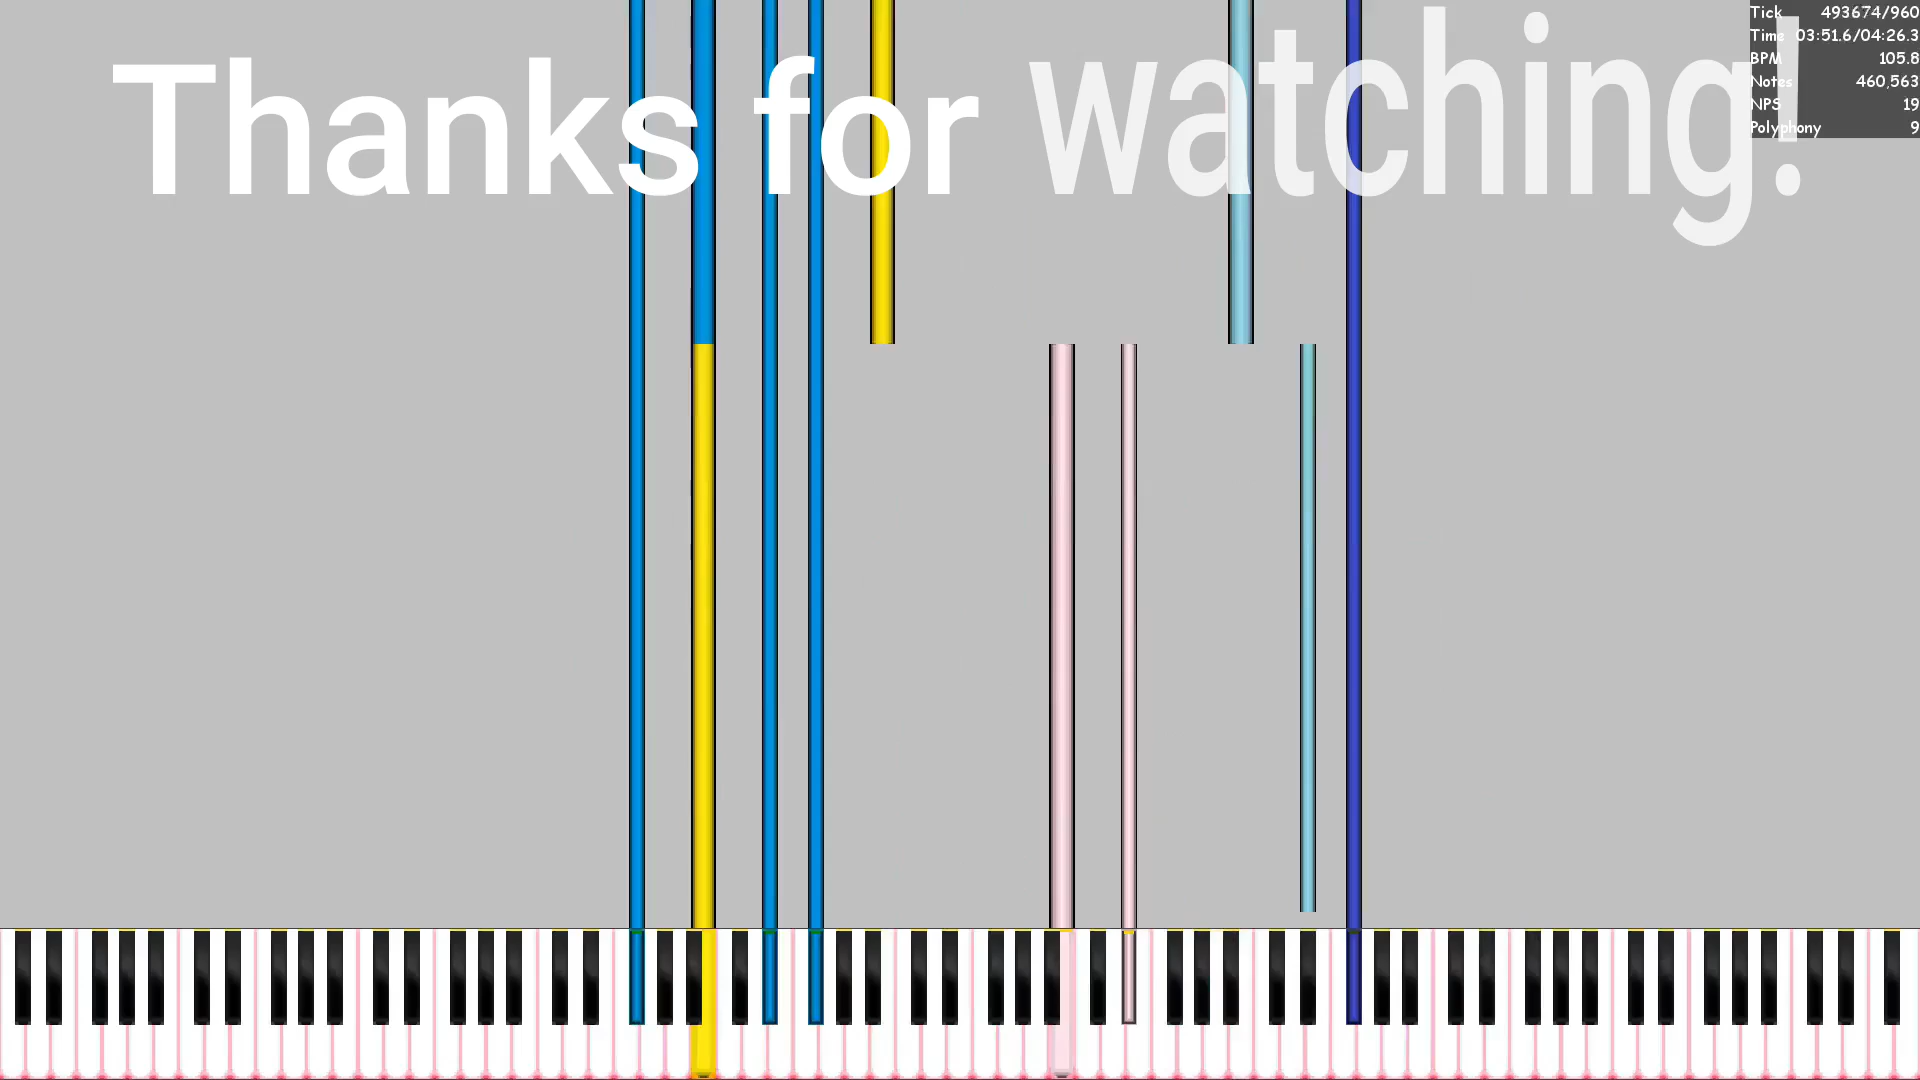 Thanks for watching!
Tick 493674/960
Time 03:51.6/04:26.3
BPM 105.8
Notes 460,563
NPS 19
Polyphony 9